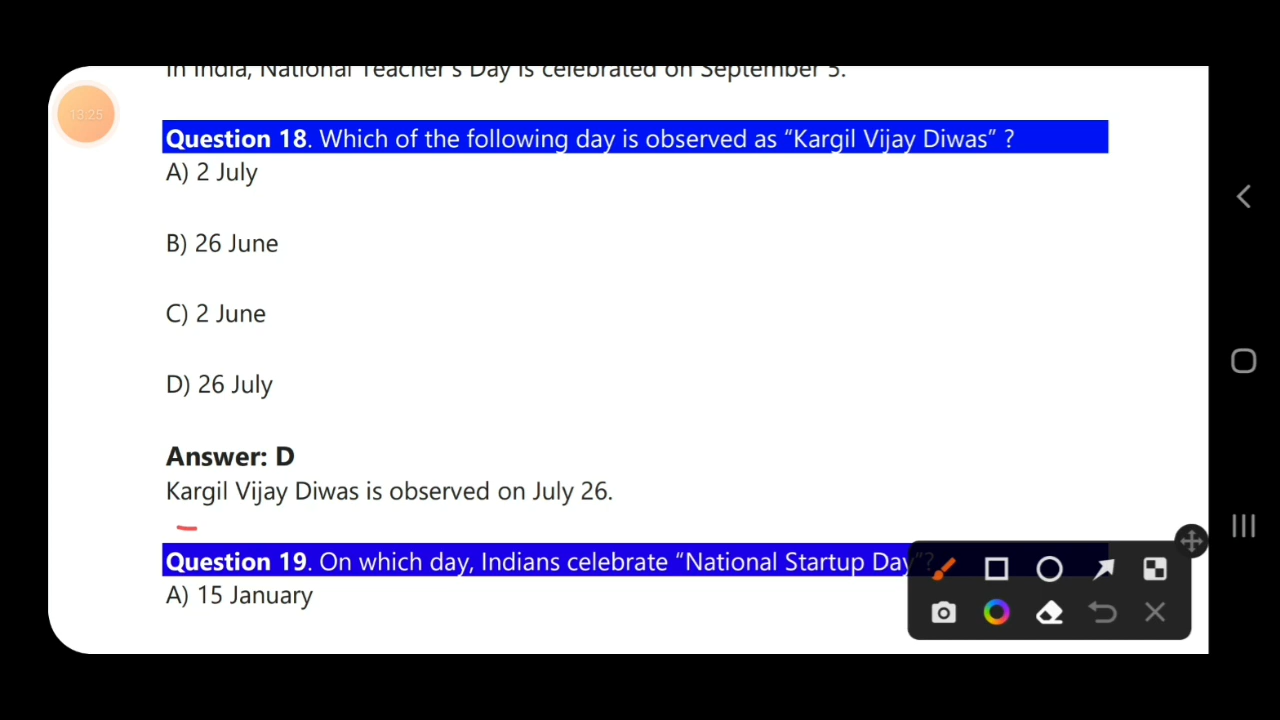 In India, National Teacher's Day is celebrated on September 5.
13:25
Question 18. Which of the following day is observed as “Kargil Vijay Diwas” ?
A) 2 July
B) 26 June
C) 2 June
D) 26 July
Answer: D
Kargil Vijay Diwas is observed on July 26.
Question 19. On which day, Indians celebrate “National Startup Day”?
A) 15 January